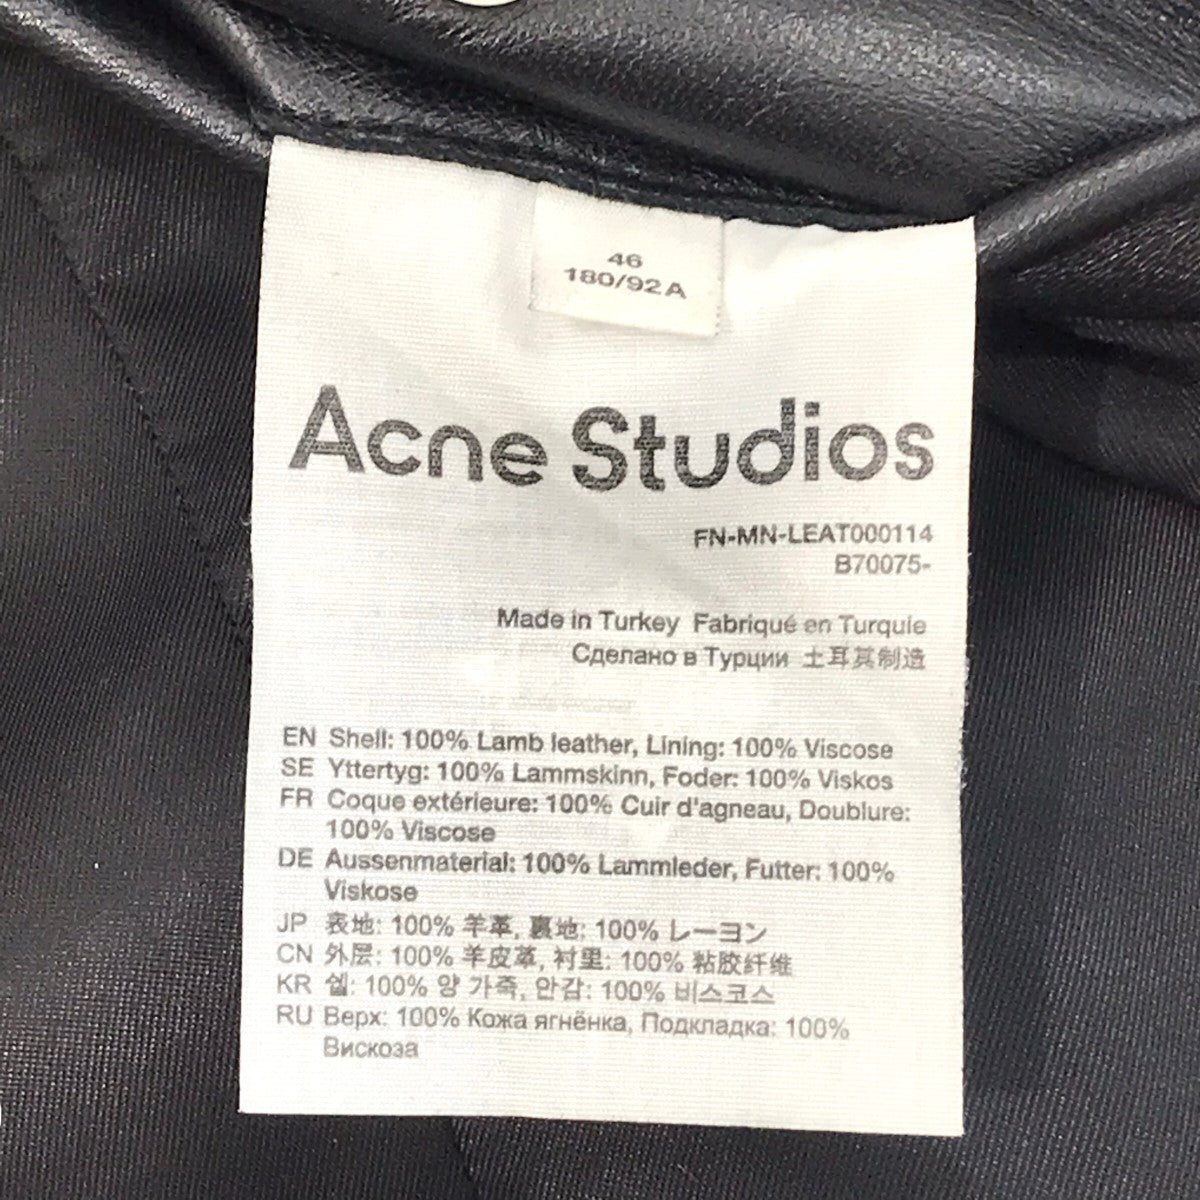 46
180/92A
Acne Studios
FN-MN-LEAT000114
B70075-
Made in Turkey Fabriqué en Turquie
Сделано в Турции 土耳其制造
EN Shell: 100% Lamb leather, Lining: 100% Viscose
SE Yttertyg: 100% Lammskinn, Foder: 100% Viskos
FR Coque extérieure: 100% Cuir d'agneau, Doublure:
100% Viscose
DE Aussenmaterial: 100% Lammleder, Futter: 100%
Viskose
JP 表地: 100% 羊革, 裏地: 100% レーヨン
CN 外层: 100% 羊皮革, 衬里: 100% 粘胶纤维
KR 쉘: 100% 양 가죽, 안감: 100% 비스코스
RU Верх: 100% Кожа ягнёнка, Подкладка: 100%
Вискоза